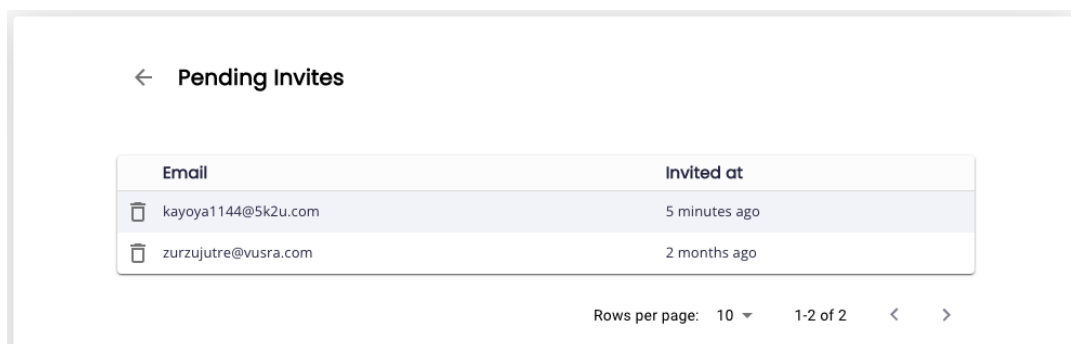 Pending Invites
Email Invited at
kayoya1144@5k2u.com 5 minutes ago
zurzujutre@vusra.com 2 months ago
Rows per page: 10 1-2 of 2